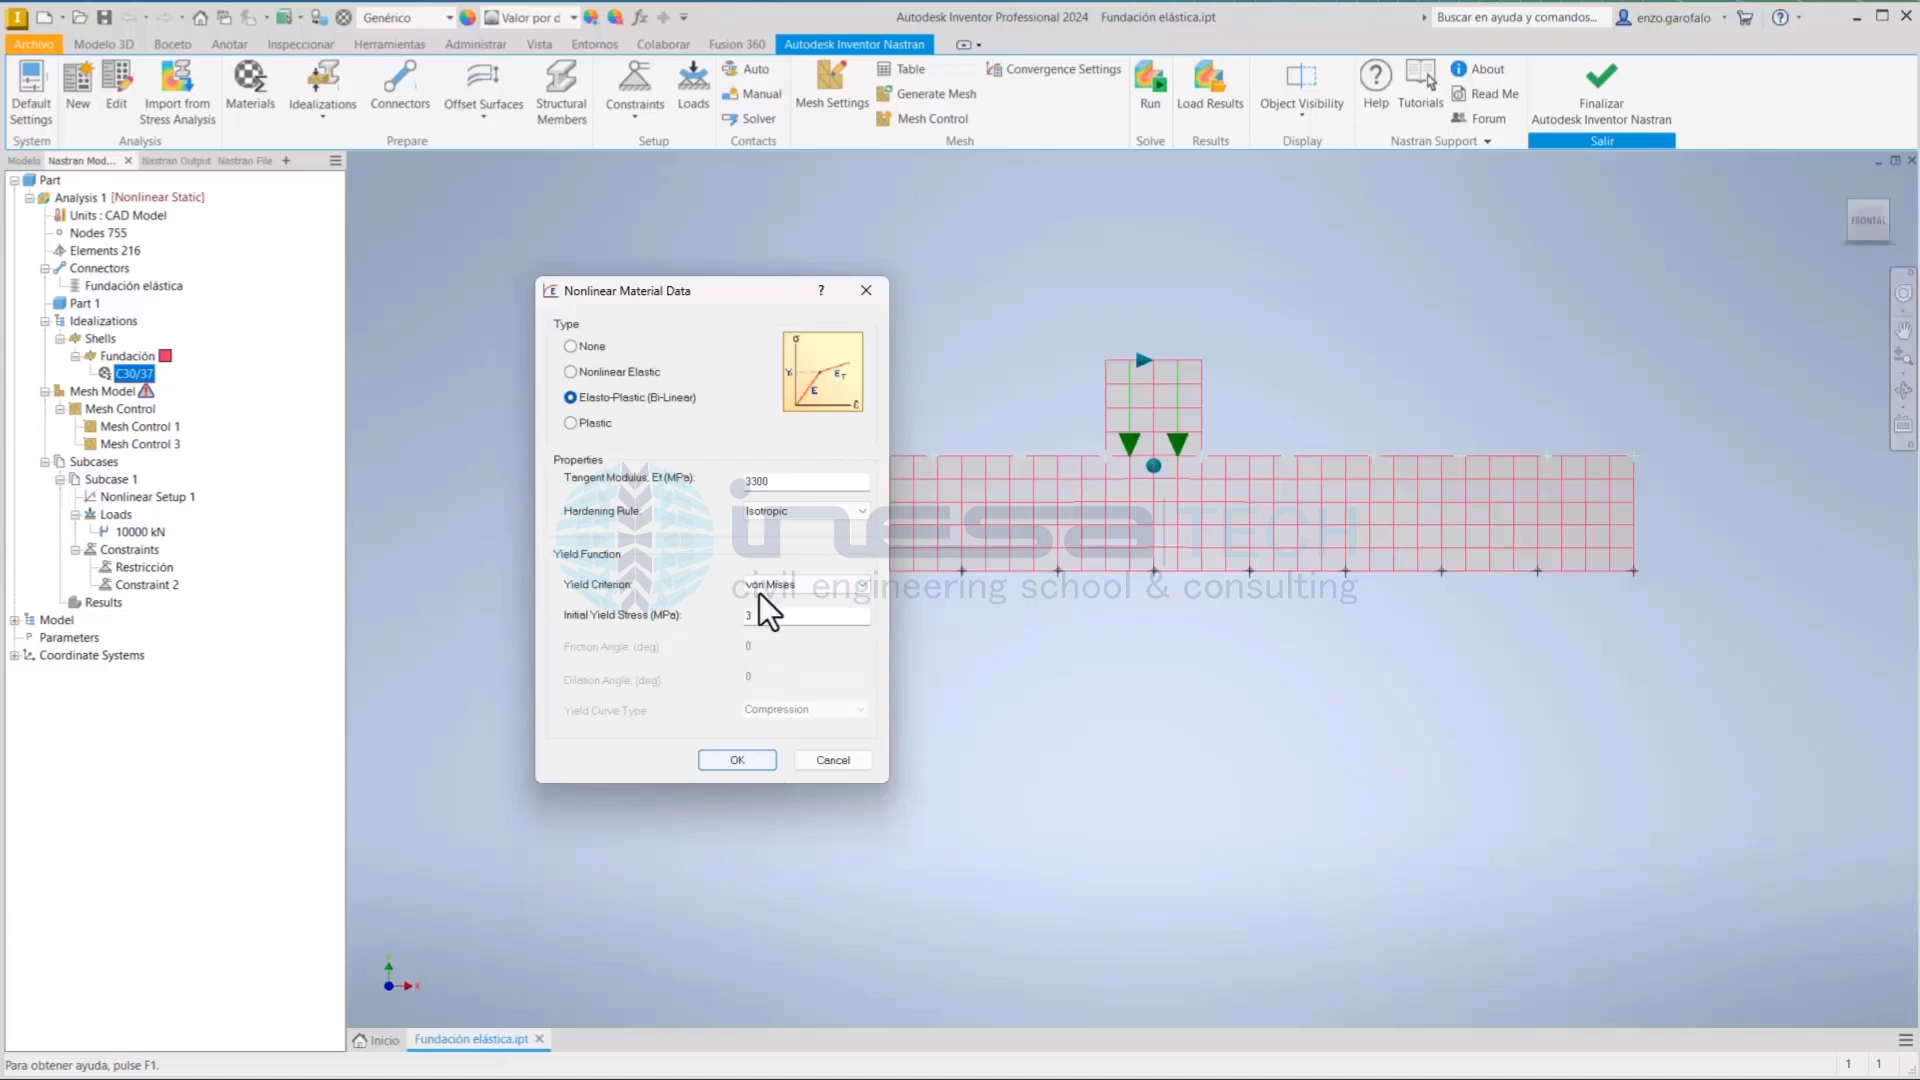 Genérico
Valor por d
Autodesk Inventor Professional 2024 Fundación elástica.ipt
Buscar en ayuda y comandos...
enzo.garofalo
Archivo Modelo 3D Boceto Anotar Inspeccionar Herramientas Administrar Vista Entornos Colaborar Fusion 360 Autodesk Inventor Nastran
Default Settings
New
Edit
Import from Stress Analysis
Materials
Idealizations
Connectors
Offset Surfaces
Structural Members
Constraints
Loads
Auto
Manual
Solver
Mesh Settings
Table
Generate Mesh
Mesh Control
Convergence Settings
Run
Load Results
Object Visibility
Help
Tutorials
About
Read Me
Forum
Finalizar
Autodesk Inventor Nastran
System Analysis Prepare Setup Contacts Mesh Solve Results Display Nastran Support Salir
Modelo Nastran Mod... Nastran Output Nastran File +
Part
Analysis 1 [Nonlinear Static]
Units : CAD Model
Nodes 755
Elements 216
Connectors
Fundación elástica
Part 1
Idealizations
Shells
Fundación
C30/37
Mesh Model
Mesh Control
Mesh Control 1
Mesh Control 3
Subcases
Subcase 1
Nonlinear Setup 1
Loads
10000 kN
Constraints
Restricción
Constraint 2
Results
Model
Parameters
Coordinate Systems
FRONTAL
Nonlinear Material Data
Type
None
Nonlinear Elastic
Elasto-Plastic (Bi-Linear)
Plastic
σ
E
Properties
Tangent Modulus, Et (MPa): 3300
Hardening Rule: Isotropic
Yield Function
Yield Criterion: von Mises
Initial Yield Stress (MPa): 3
Friction Angle: (deg) 0
Dilation Angle: (deg). 0
Yield Curve Type Compression
OK Cancel
inesa TECH
civil engineering school & consulting
Y
X
Inicio
Fundación elástica.ipt
Para obtener ayuda, pulse F1.
1 1